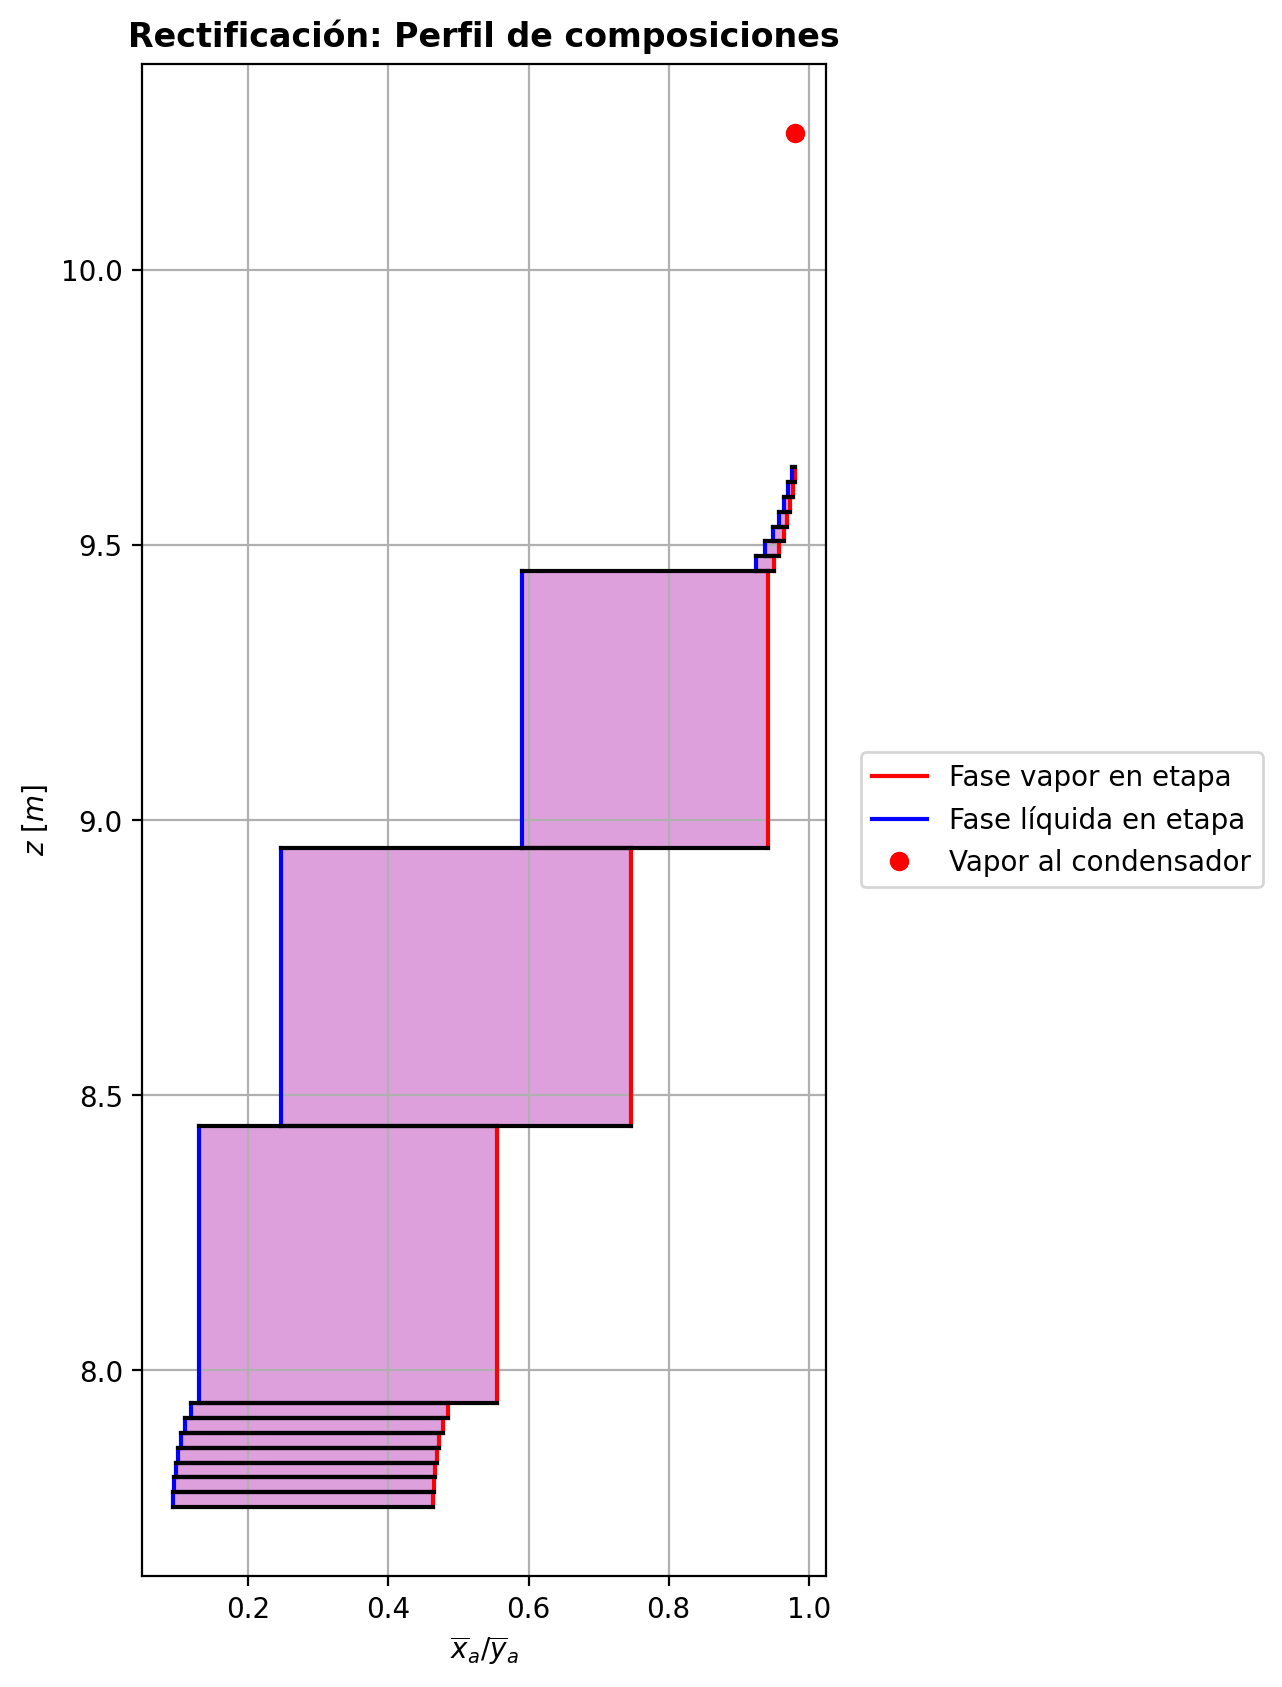 Rectificación: Perfil de composiciones
10.0
9.5
9.0
8.5
8.0
z [m]
0.2 0.4 0.6 0.8 1.0
x̅ₐ/y̅ₐ
Fase vapor en etapa
Fase líquida en etapa
Vapor al condensador